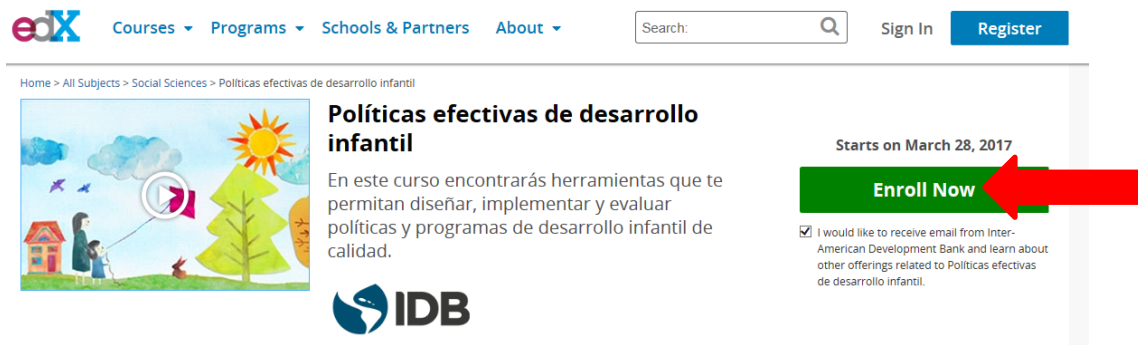 edX Courses Programs Schools & Partners About Search: Sign In Register
Home > All Subjects > Social Sciences > Políticas efectivas de desarrollo infantil
Políticas efectivas de desarrollo
infantil
En este curso encontrarás herramientas que te
permitan diseñar, implementar y evaluar
políticas y programas de desarrollo infantil de
calidad.
IDB
Starts on March 28, 2017
Enroll Now
I would like to receive email from Inter-
American Development Bank and learn about
other offerings related to Políticas efectivas
de desarrollo infantil.